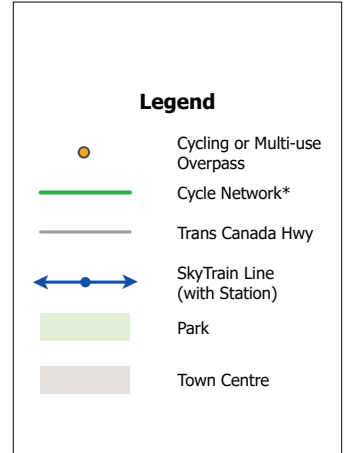 Legend
Cycling or Multi-use
Overpass
Cycle Network*
Trans Canada Hwy
SkyTrain Line
(with Station)
Park
Town Centre